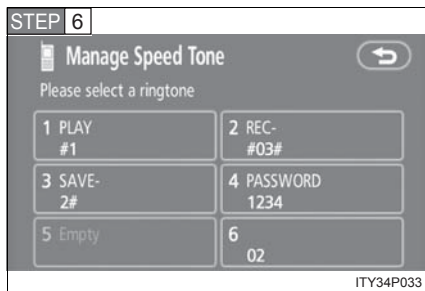 STEP 6
Manage Speed Tone
Please select a ringtone
1 PLAY
#1
2 REC-
#03#
3 SAVE-
2#
4 PASSWORD
1234
5 Empty
6
02
ITY34P033